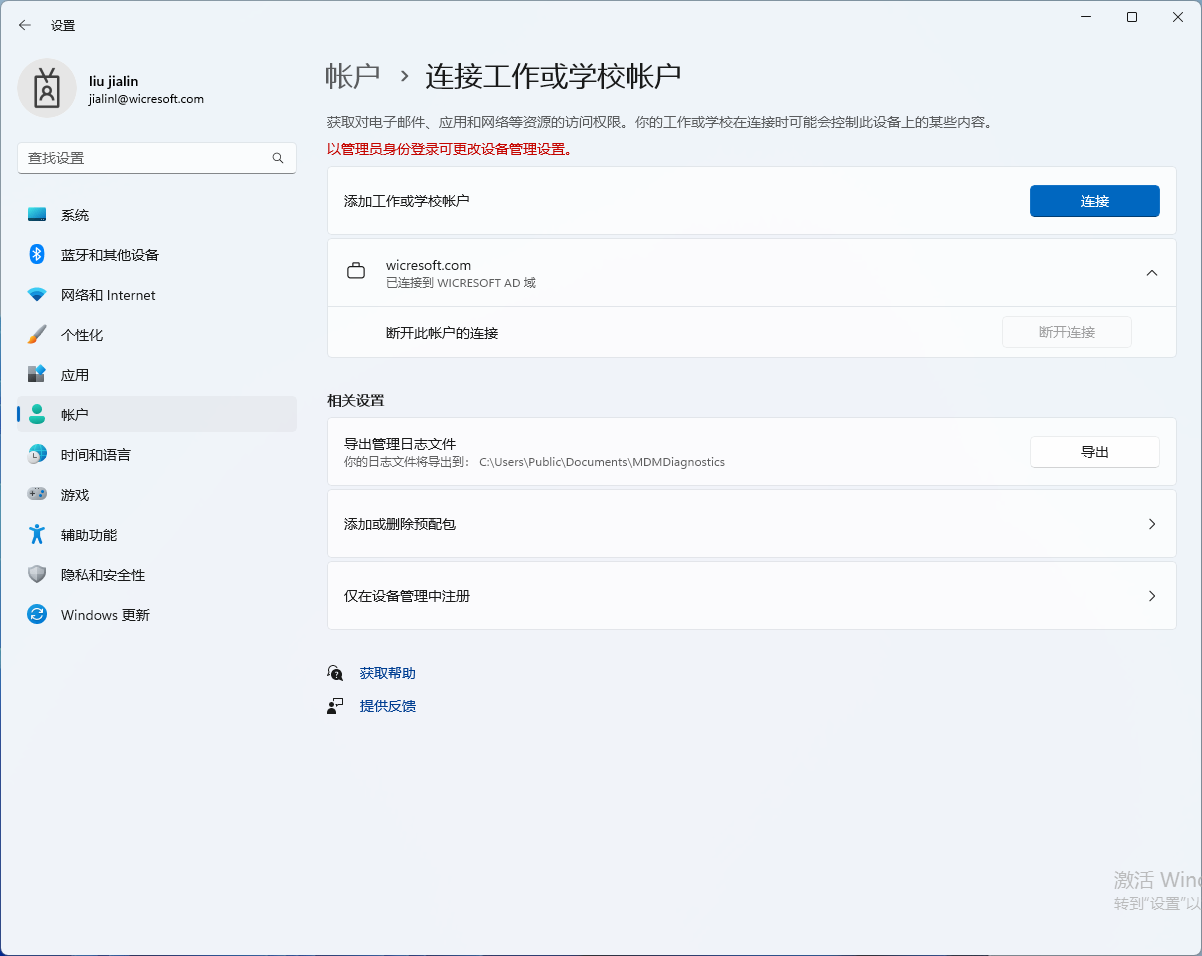 设置
liu jialin
jialinl@wicresoft.com
查找设置
系统
蓝牙和其他设备
网络和 Internet
个性化
应用
帐户
时间和语言
游戏
辅助功能
隐私和安全性
Windows 更新
帐户 › 连接工作或学校帐户
获取对电子邮件、应用和网络等资源的访问权限。你的工作或学校在连接时可能会控制此设备上的某些内容。
以管理员身份登录可更改设备管理设置。
添加工作或学校帐户
连接
wicresoft.com
已连接到 WICRESOFT AD 域
断开此帐户的连接
断开连接
相关设置
导出管理日志文件
你的日志文件将导出到： C:\Users\Public\Documents\MDMDiagnostics
导出
添加或删除预配包
仅在设备管理中注册
获取帮助
提供反馈
激活 Win
转到“设置”以